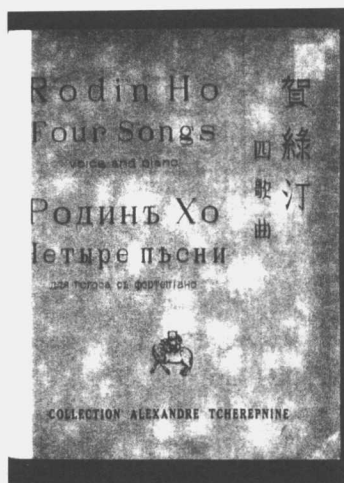 Rodin Ho
Four Songs
voice and piano
賀綠汀
四歌曲
Родинъ Хо
Четыре пѣсни
для голоса съ фортепіано
COLLECTION ALEXANDRE TCHEREPNINE